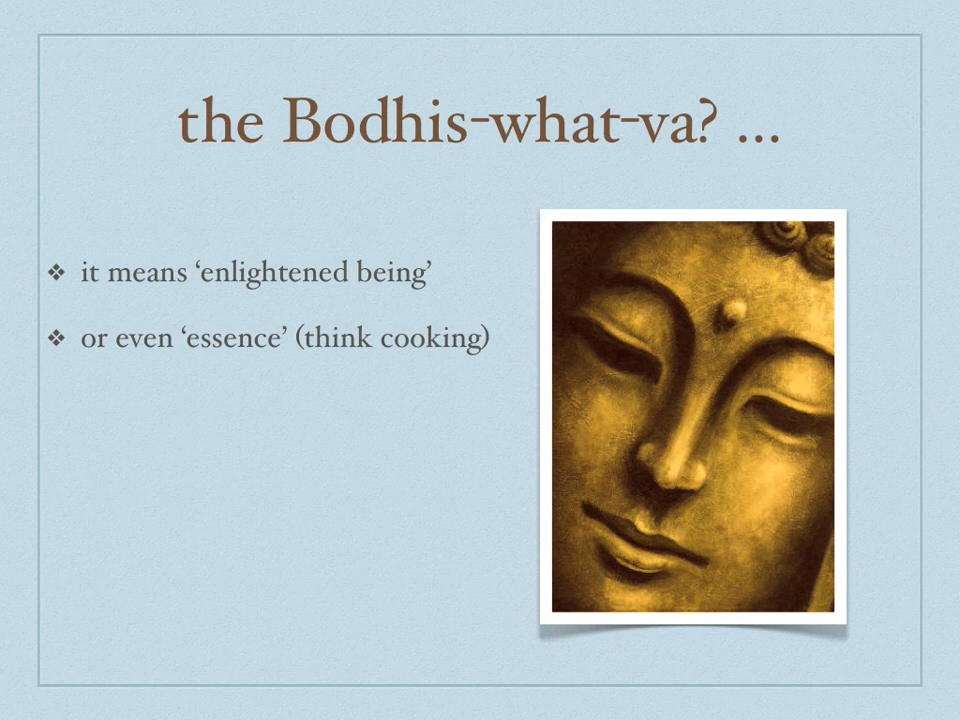 the Bodhis-what-va? ...
❖ it means ‘enlightened being’
❖ or even ‘essence’ (think cooking)